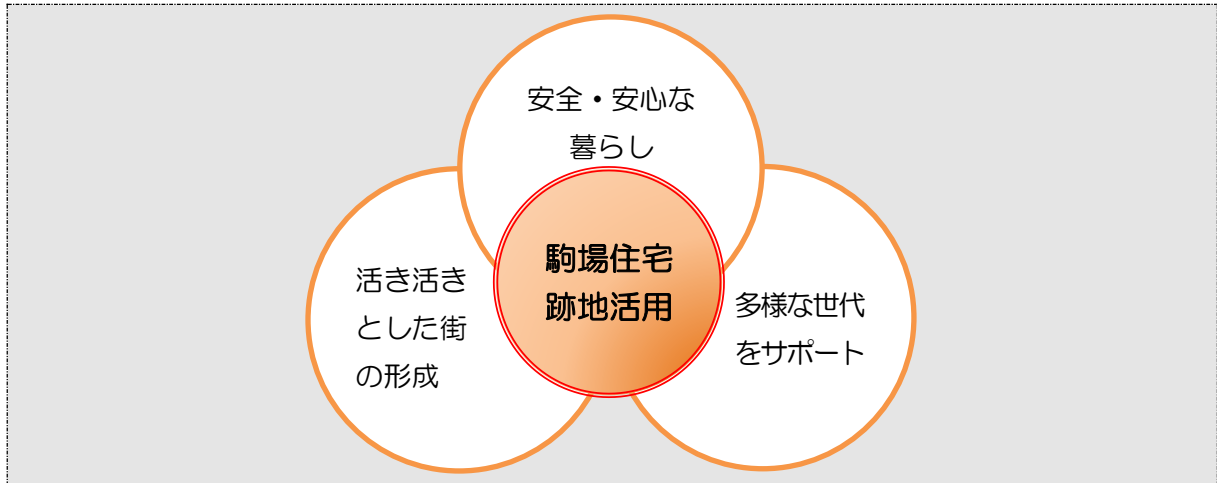 安全・安心な
暮らし
駒場住宅
跡地活用
活き活き
とした街
の形成
多様な世代
をサポート